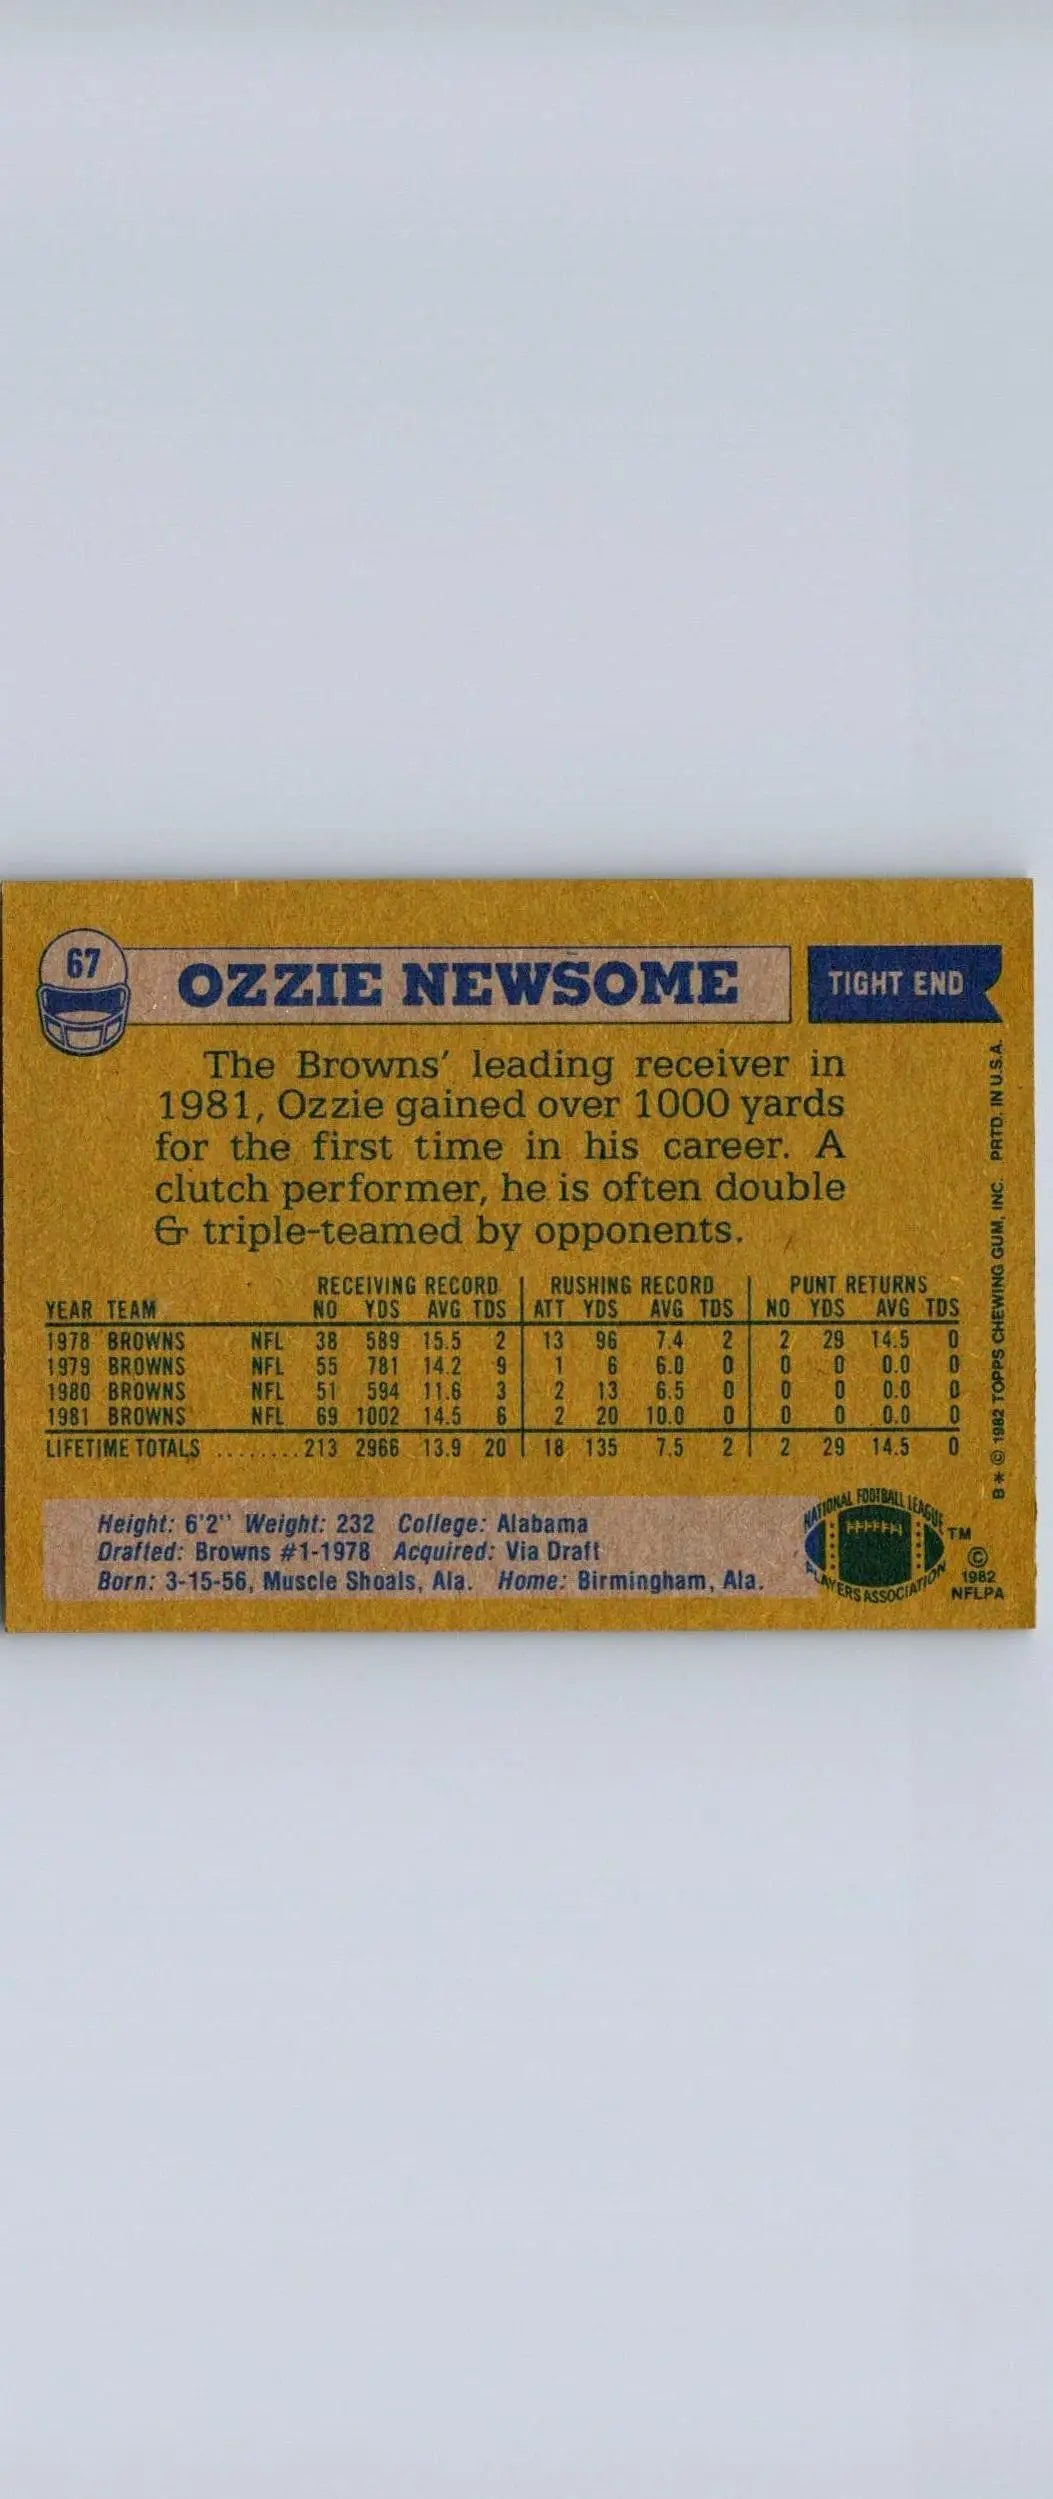 67
OZZIE NEWSOME
TIGHT END
The Browns' leading receiver in
1981, Ozzie gained over 1000 yards
for the first time in his career. A
clutch performer, he is often double
& triple-teamed by opponents.
RECEIVING RECORD RUSHING RECORD PUNT RETURNS
YEAR TEAM NO YDS AVG TDS ATT YDS AVG TDS NO YDS AVG TDS
1978 BROWNS NFL 38 589 15.5 2 13 96 7.4 2 2 29 14.5 0
1979 BROWNS NFL 55 781 14.2 9 1 6 6.0 0 0 0 0.0 0
1980 BROWNS NFL 51 594 11.6 3 2 13 6.5 0 0 0 0.0 0
1981 BROWNS NFL 69 1002 14.5 6 2 20 10.0 0 0 0 0.0 0
LIFETIME TOTALS ........213 2966 13.9 20 18 135 7.5 2 2 29 14.5 0
Height: 6'2" Weight: 232 College: Alabama
Drafted: Browns #1-1978 Acquired: Via Draft
Born: 3-15-56, Muscle Shoals, Ala. Home: Birmingham, Ala.
NATIONAL FOOTBALL LEAGUE
PLAYERS ASSOCIATION
TM
©
1982
NFLPA
B* © 1982 TOPPS CHEWING GUM, INC. PRTD. IN U.S.A.